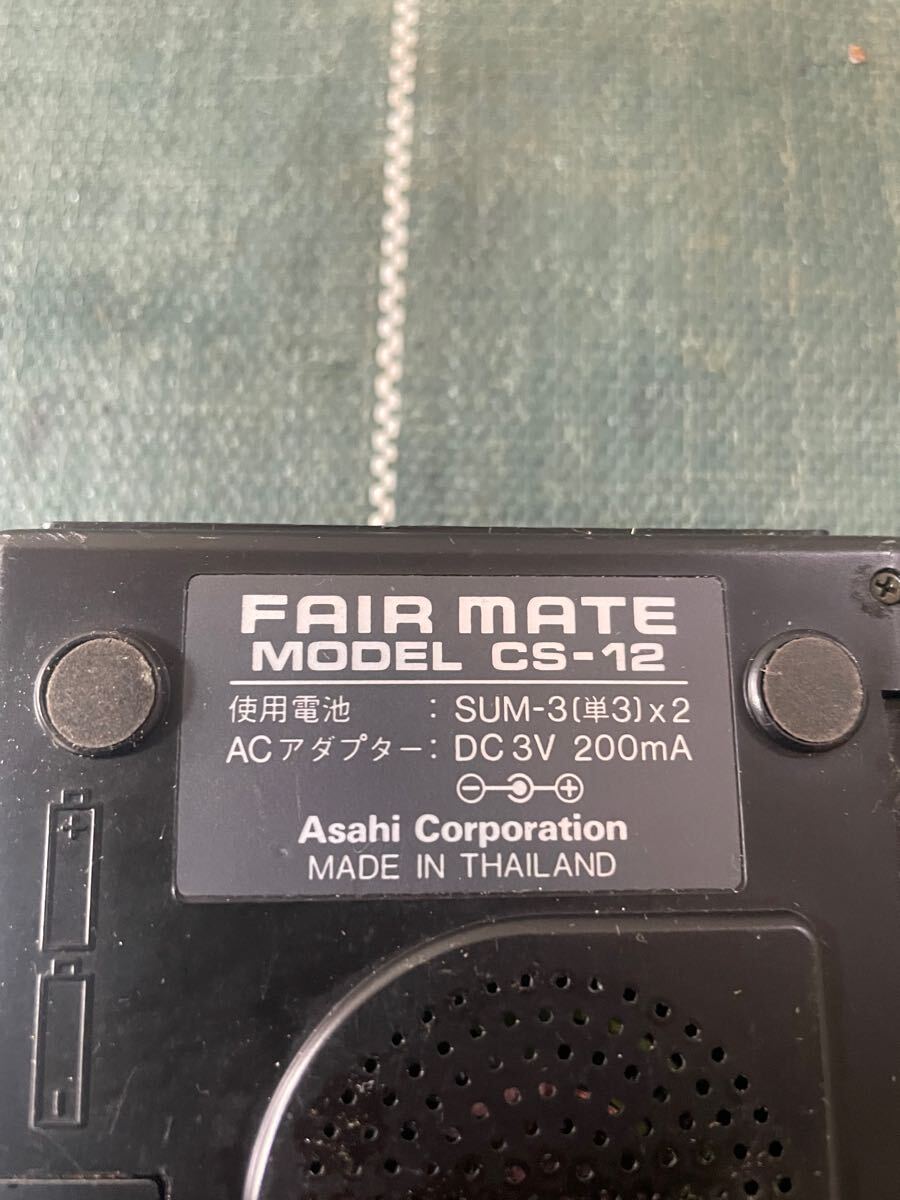 FAIR MATE
MODEL CS-12
使用電池 : SUM-3(単3)x2
ACアダプター: DC 3V 200mA
Asahi Corporation
MADE IN THAILAND